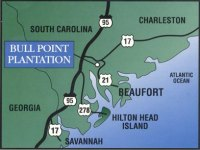 95
CHARLESTON
SOUTH CAROLINA
17
BULL POINT
PLANTATION
ATLANTIC
OCEAN
21
BEAUFORT
GEORGIA
95
278
HILTON HEAD
ISLAND
17
SAVANNAH